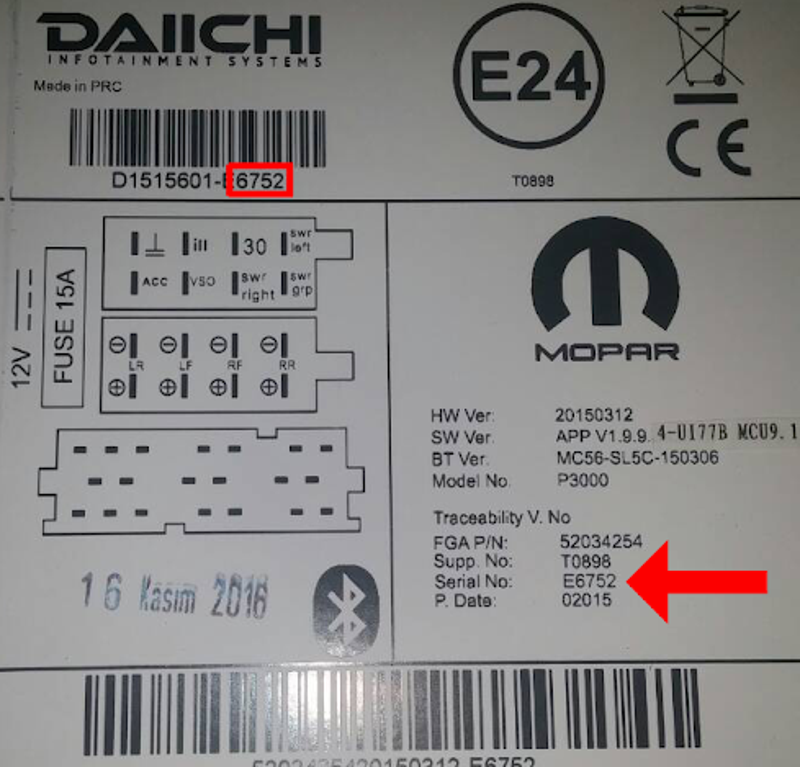 DAIICHI
INFOTAINMENT SYSTEMS
Made in PRC
D1515601-E6752
E24
T0898
CE
ill 30 swr left
ACC VSO swr right swr grp
12V
FUSE 15A
LR LF RF RR
MOPAR
HW Ver: 20150312
SW Ver. APP V1.9.9. 4-U177B MCU9.1
BT Ver. MC56-SL5C-150306
Model No. P3000
Traceability V. No
FGA P/N: 52034254
Supp. No: T0898
Serial No: E6752
P. Date: 02015
16 Kasim 2016
5203425420150312-E6752